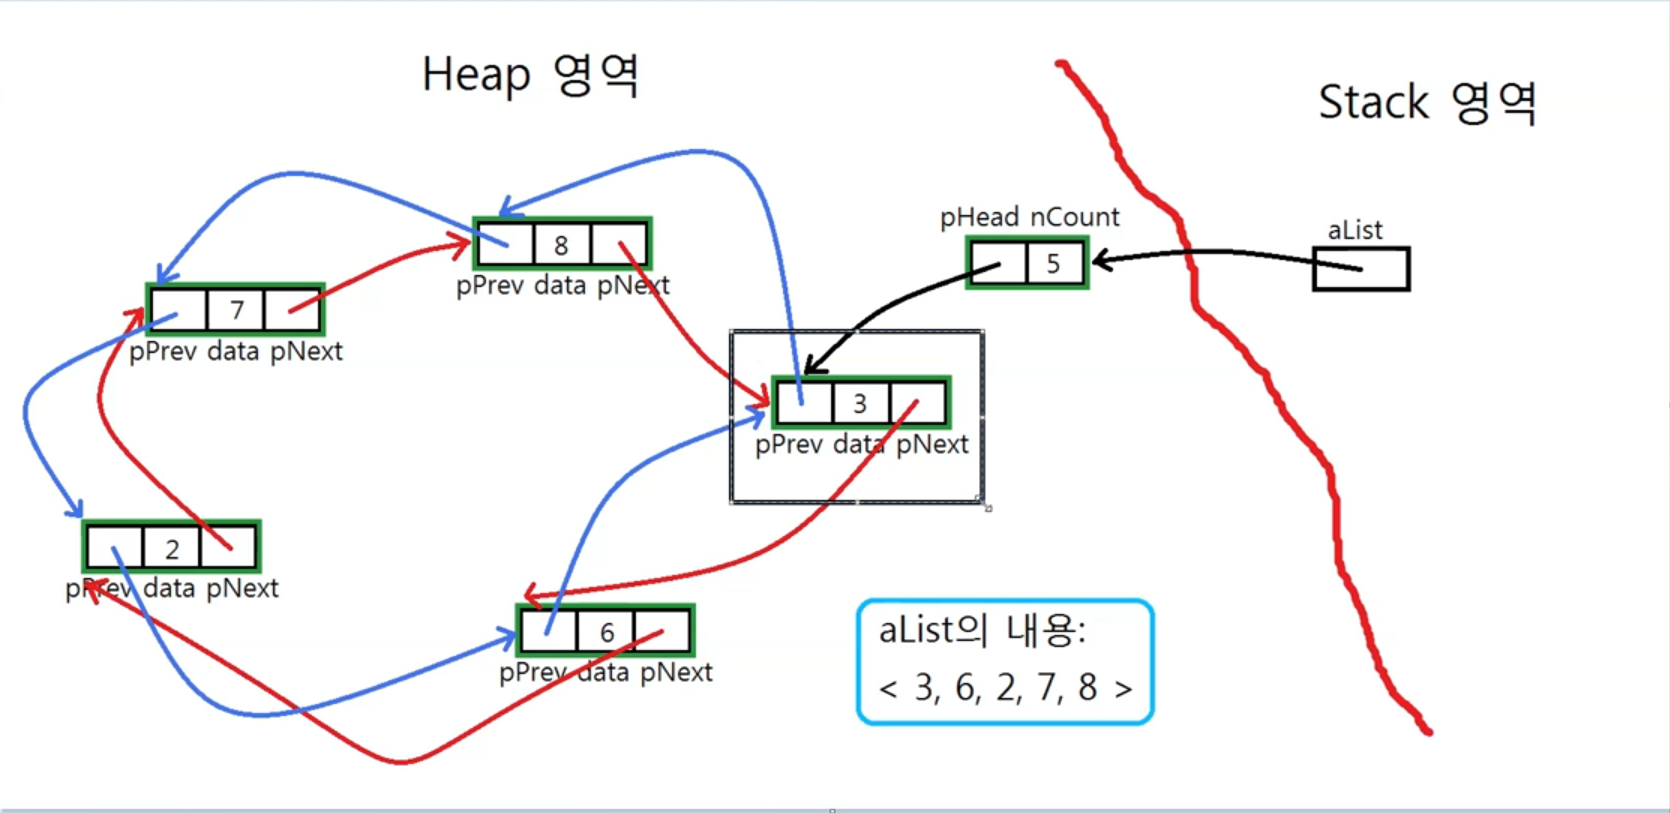 Heap 영역
Stack 영역
pHead nCount
5
aList
8
pPrev data pNext
7
pPrev data pNext
3
pPrev data pNext
2
pPrev data pNext
6
pPrev data pNext
aList의 내용:
< 3, 6, 2, 7, 8 >